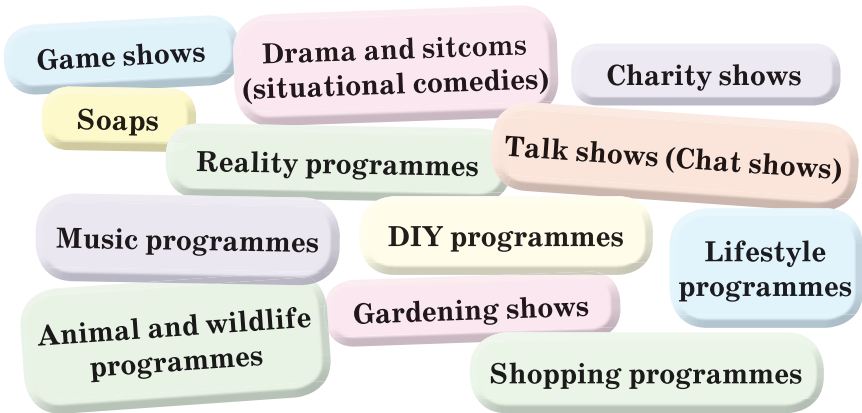 Game shows
Drama and sitcoms
(situational comedies)
Charity shows
Soaps
Reality programmes
Talk shows (Chat shows)
Music programmes
DIY programmes
Lifestyle
programmes
Animal and wildlife
programmes
Gardening shows
Shopping programmes